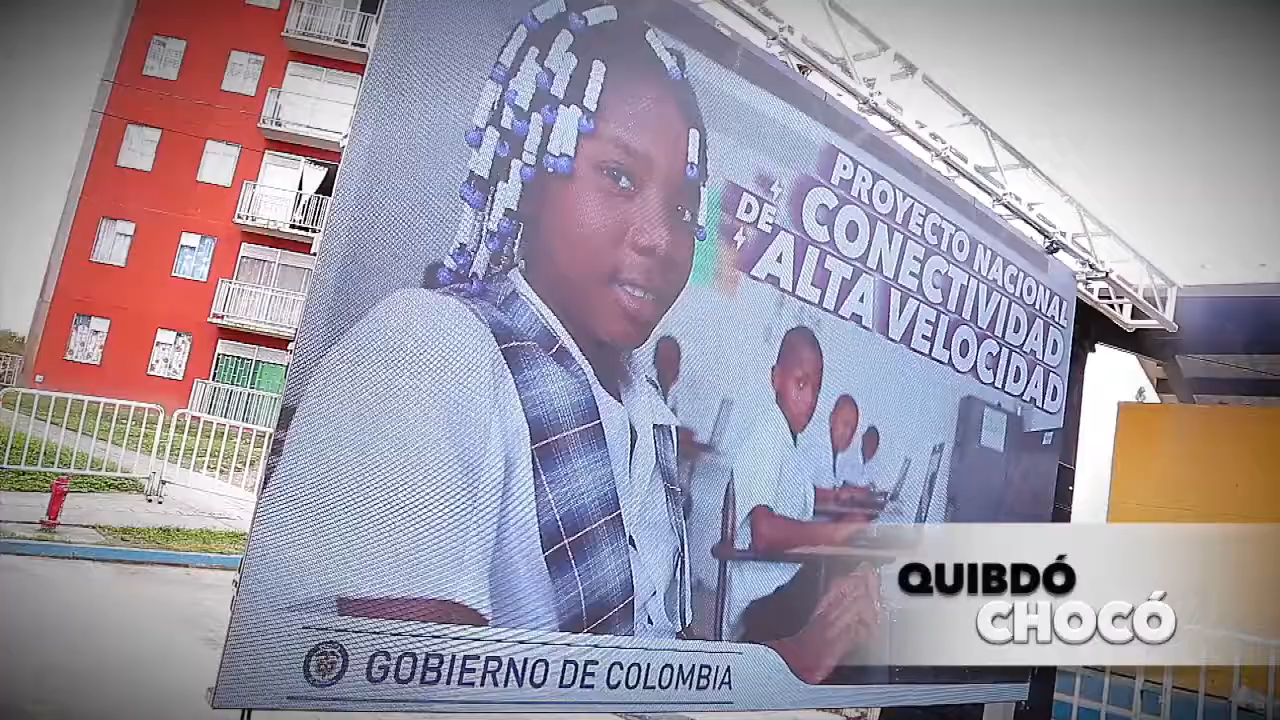 PROYECTO NACIONAL
DE CONECTIVIDAD
ALTA VELOCIDAD
QUIBDÓ
CHOCÓ
GOBIERNO DE COLOMBIA